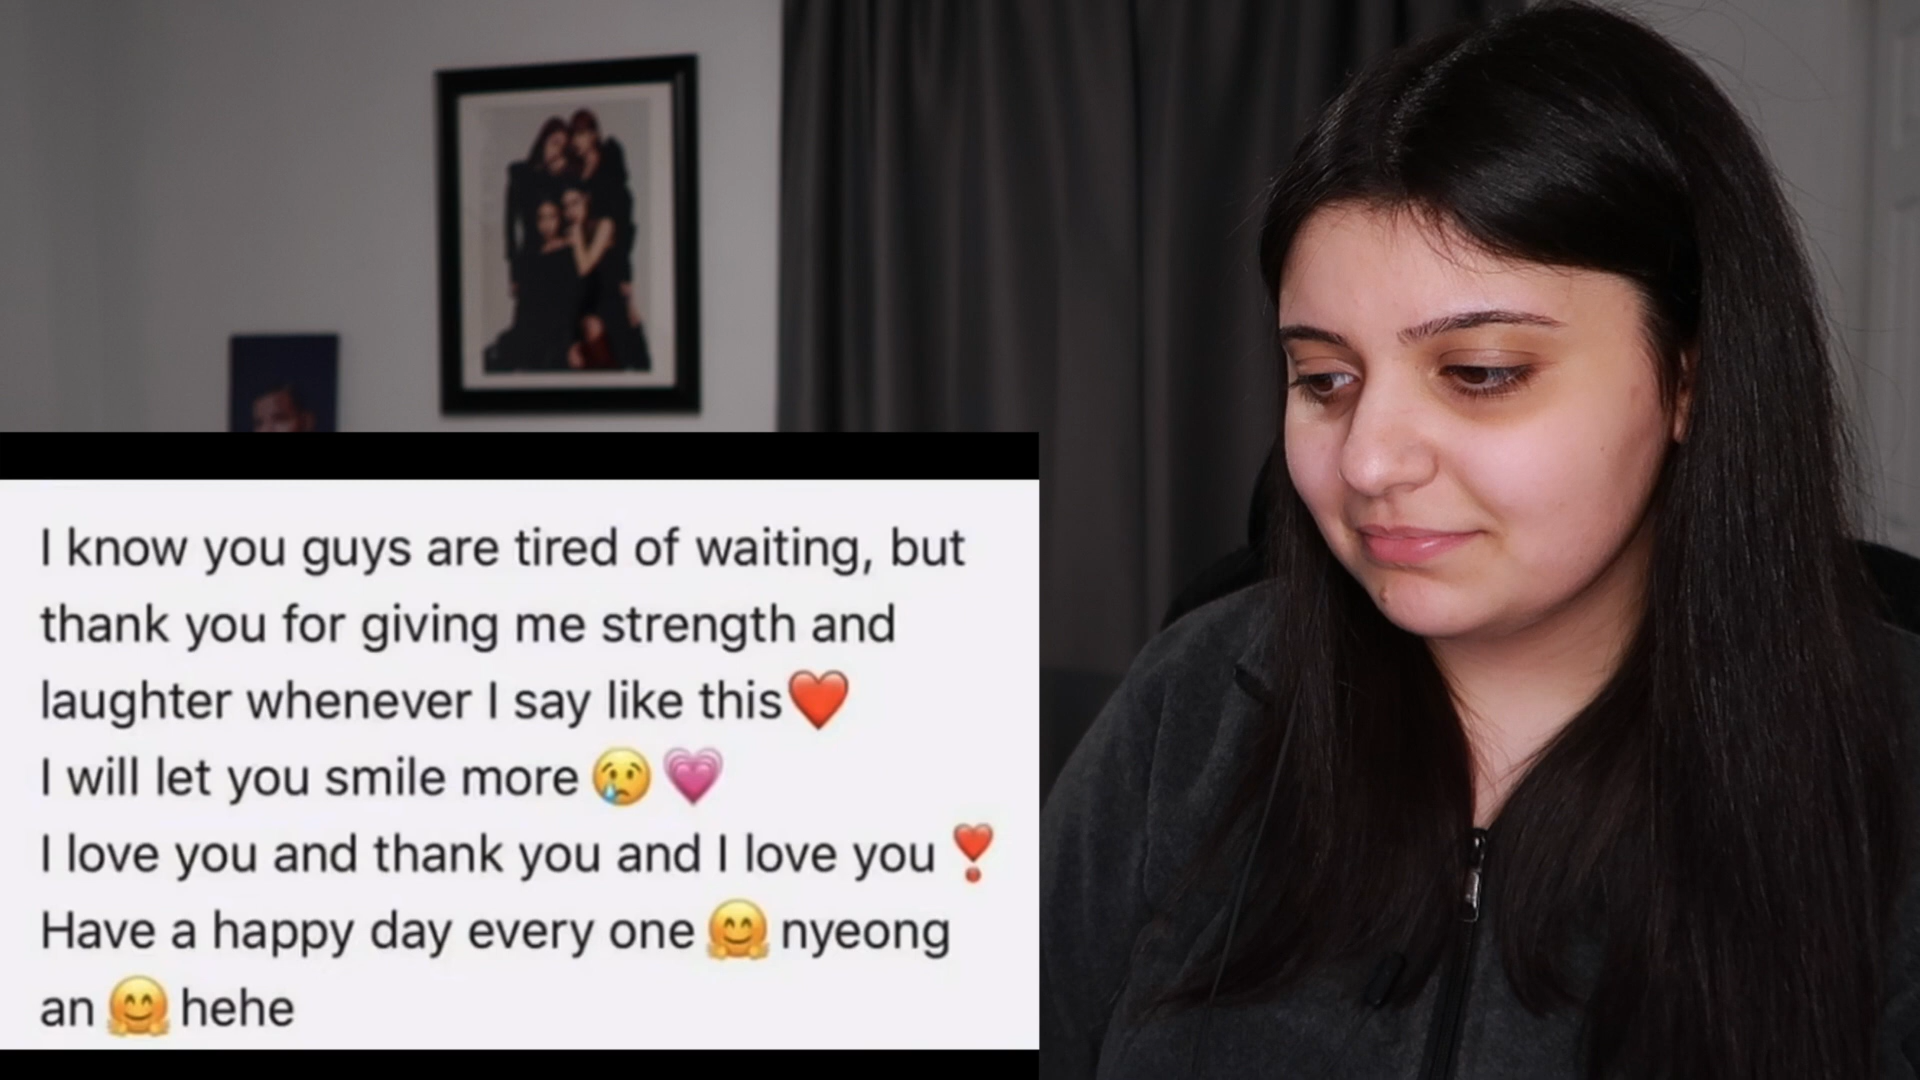 I know you guys are tired of waiting, but
thank you for giving me strength and
laughter whenever I say like this❤️
I will let you smile more 😢 💗
I love you and thank you and I love you ❣️
Have a happy day every one 🤗 nyeong
an 🤗 hehe